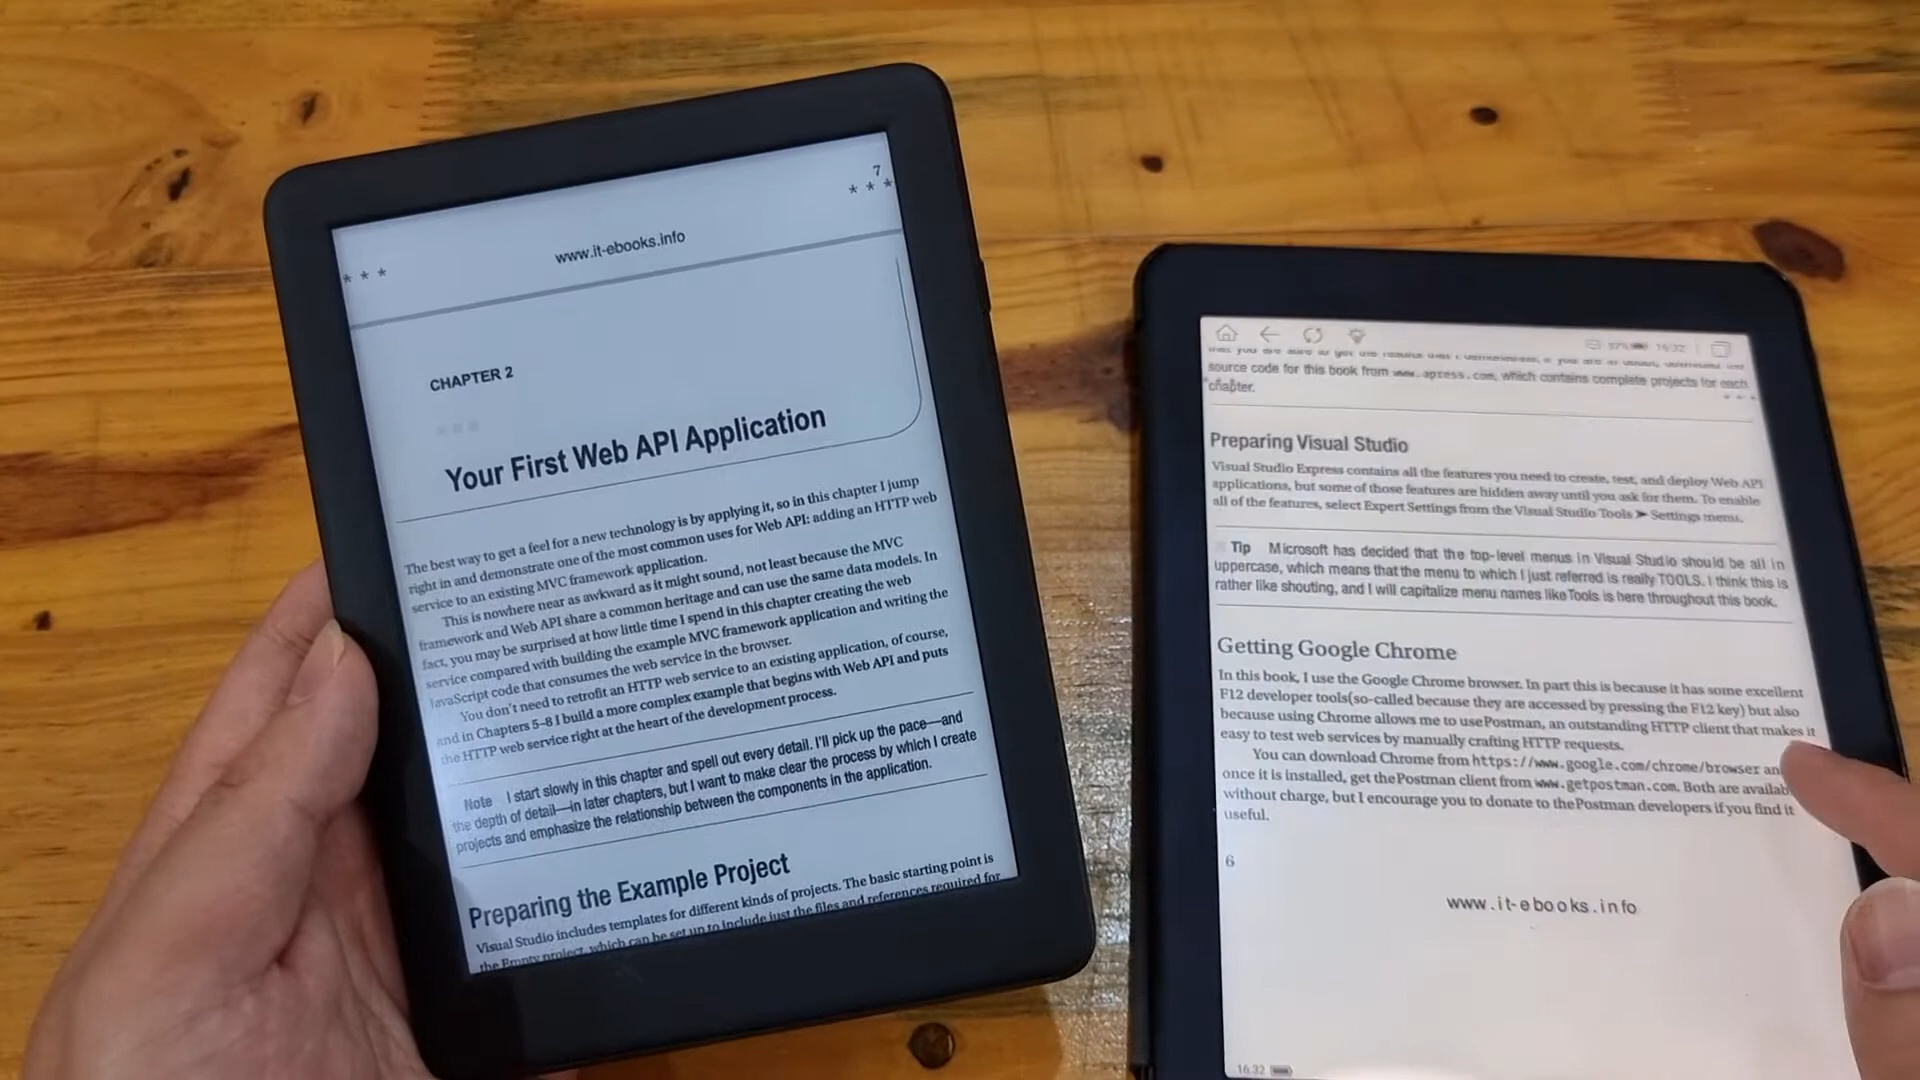 7
* * *
www.it-ebooks.info
* * *
CHAPTER 2
Your First Web API Application
The best way to get a feel for a new technology is by applying it, so in this chapter I jump
right in and demonstrate one of the most common uses for Web API: adding an HTTP web
service to an existing MVC framework application.
This is nowhere near as awkward as it might sound, not least because the MVC
framework and Web API share a common heritage and can use the same data models. In
fact, you may be surprised at how little time I spend in this chapter creating the web
service compared with building the example MVC framework application and writing the
JavaScript code that consumes the web service in the browser.
You don't need to retrofit an HTTP web service to an existing application, of course,
and in Chapters 5–8 I build a more complex example that begins with Web API and puts
the HTTP web service right at the heart of the development process.
Note I start slowly in this chapter and spell out every detail. I'll pick up the pace—and
the depth of detail—in later chapters, but I want to make clear the process by which I create
projects and emphasize the relationship between the components in the application.
Preparing the Example Project
Visual Studio includes templates for different kinds of projects. The basic starting point is
the Empty project, which can be set up to include just the files and references required for
16:32
source code for this book from www.apress.com, which contains complete projects for each
chapter.
Preparing Visual Studio
Visual Studio Express contains all the features you need to create, test, and deploy Web API
applications, but some of those features are hidden away until you ask for them. To enable
all of the features, select Expert Settings from the Visual Studio Tools ➤ Settings menu.
Tip Microsoft has decided that the top-level menus in Visual Studio should be all in
uppercase, which means that the menu to which I just referred is really TOOLS. I think this is
rather like shouting, and I will capitalize menu names like Tools is here throughout this book.
Getting Google Chrome
In this book, I use the Google Chrome browser. In part this is because it has some excellent
F12 developer tools(so-called because they are accessed by pressing the F12 key) but also
because using Chrome allows me to use Postman, an outstanding HTTP client that makes it
easy to test web services by manually crafting HTTP requests.
You can download Chrome from https://www.google.com/chrome/browser an
once it is installed, get the Postman client from www.getpostman.com. Both are availab
without charge, but I encourage you to donate to the Postman developers if you find it
useful.
6
www.it-ebooks.info
16:32